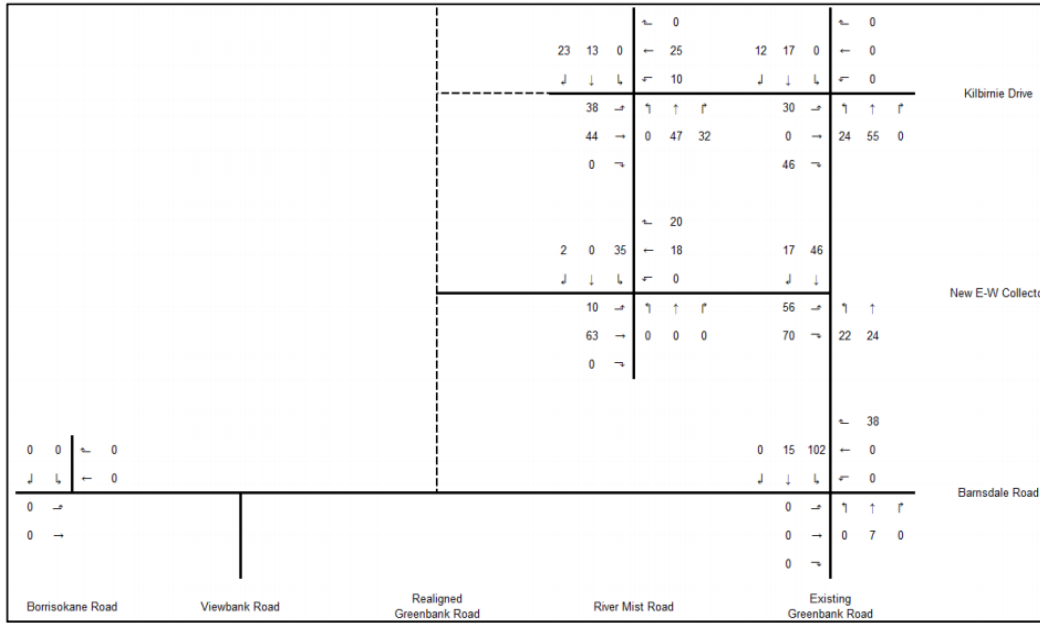 0 0
23 13 0 ← 25 12 17 0 ← 0
10 0
Kilbirnie Drive
38 30
44 → 0 47 32 0 → 24 55 0
0 46
20
2 0 35 ← 18 17 46
0
New E-W Collecto
10 56
63 → 0 0 0 70 22 24
0
38
0 0 0 0 15 102 ← 0
← 0 0
Barnsdale Road
0 0
0 → 0 → 0 7 0
0
Borrisokane Road Viewbank Road Realigned River Mist Road Existing
Greenbank Road Greenbank Road